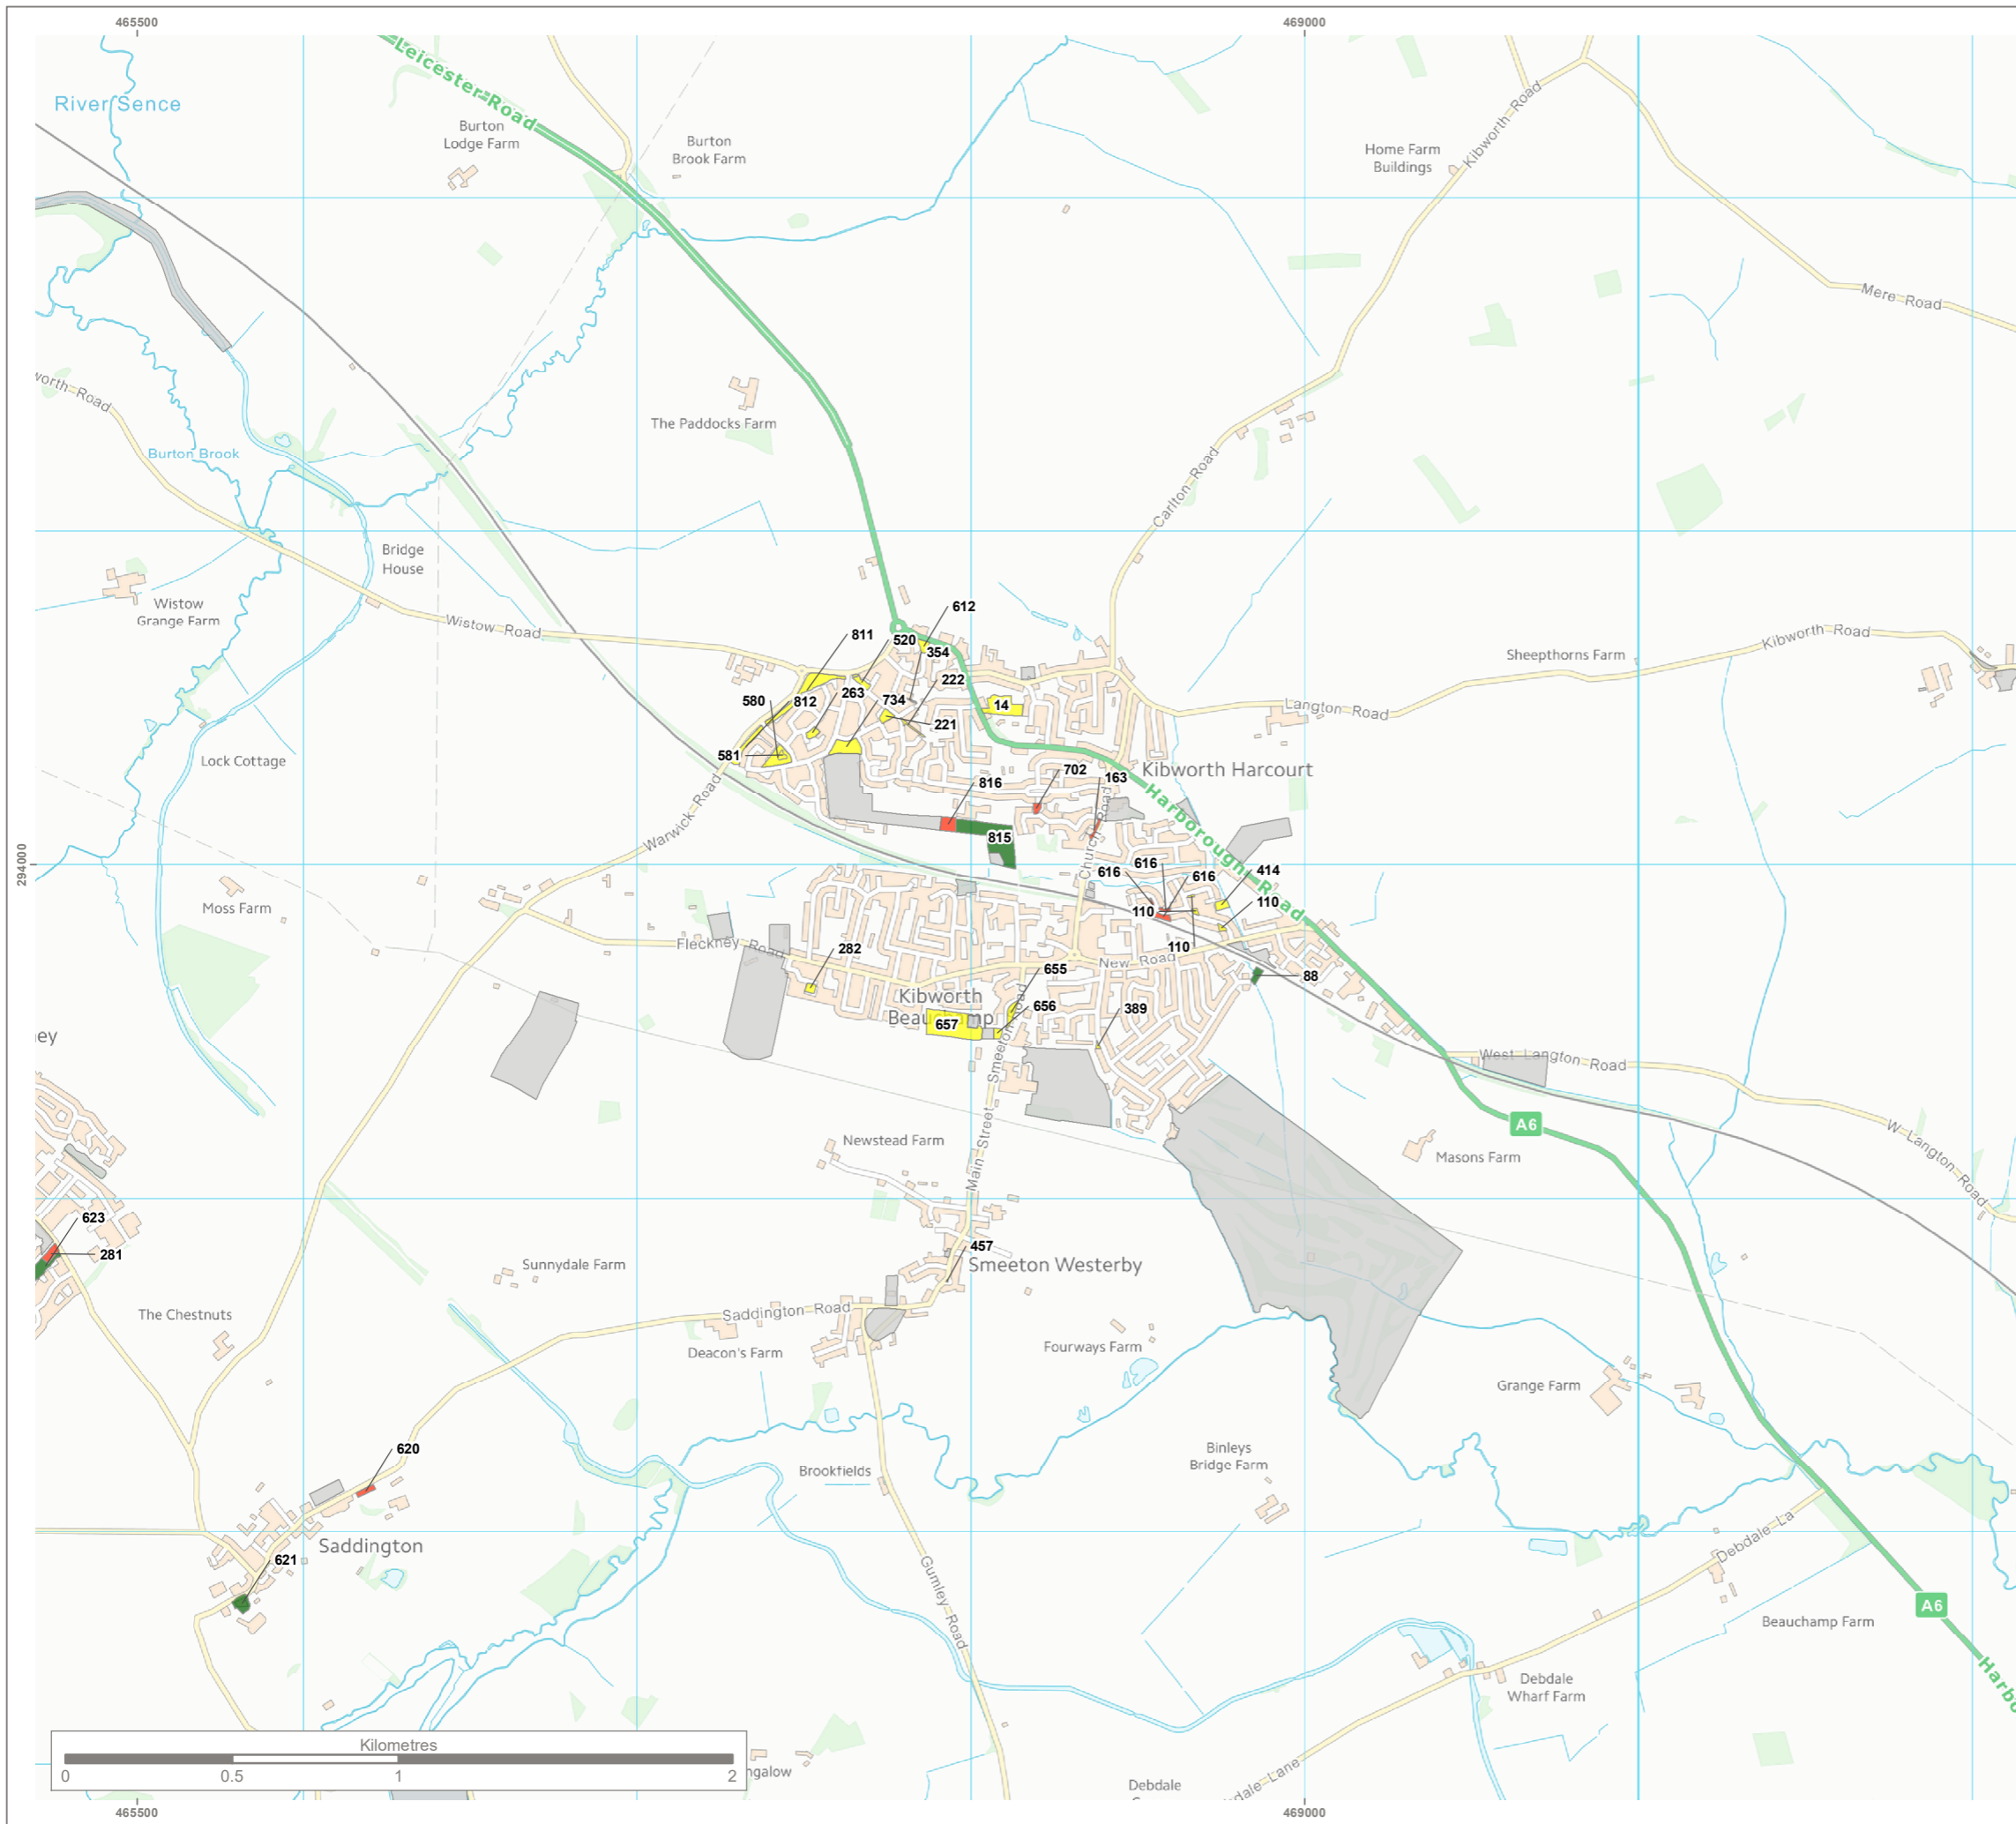 465500
469000
Leicester Road
River Sence
Burton
Lodge Farm
Burton
Brook Farm
Home Farm
Buildings
Kibworth Road
Mere Road
worth Road
The Paddocks Farm
Burton Brook
Carlton Road
Bridge
House
Wistow
Grange Farm
Wistow Road
612
811
520
354
Kibworth Road
Sheepthorns Farm
222
580
812
263
734
14
Langton Road
221
581
Lock Cottage
702
163
Kibworth Harcourt
816
Warwick Road
Harborough Road
815
Church Road
294000
616
616
616
414
110
110
Moss Farm
110
Fleckney Road
282
New Road
655
88
Kibworth
Beauchamp
656
389
657
Smeeton Road
ey
West Langton Road
A6
Main Street
Newstead Farm
Masons Farm
W Langton Road
623
281
457
Smeeton Westerby
Sunnydale Farm
The Chestnuts
Saddington Road
Deacon's Farm
Fourways Farm
Grange Farm
620
Binleys
Bridge Farm
Brookfields
Saddington
621
Debdale La
Gumley Road
A6
Beauchamp Farm
Harbo
Debdale
Wharf Farm
Kilometres
0
0.5
1
2
ngalow
Debdale
dale Lane
465500
469000